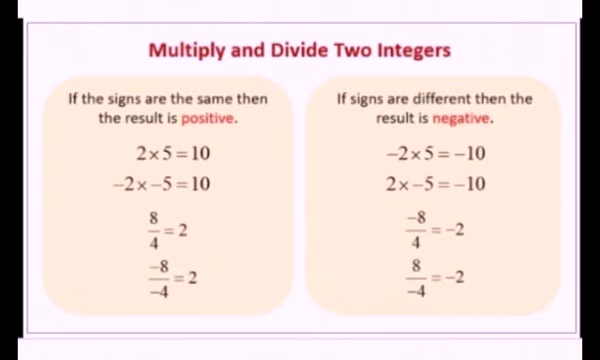 Multiply and Divide Two Integers
If the signs are the same then
the result is positive.
2×5=10
−2×−5=10
8/4=2
−8/−4=2
If signs are different then the
result is negative.
−2×5=−10
2×−5=−10
−8/4=−2
8/−4=−2